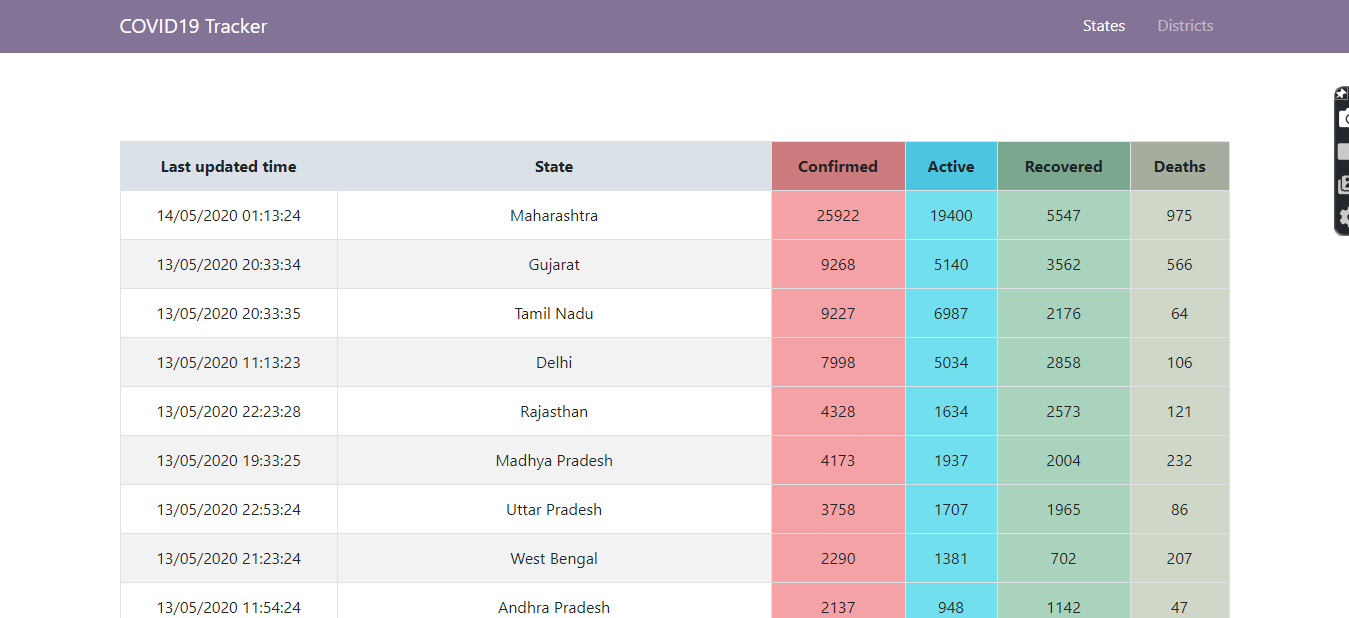 COVID19 Tracker States Districts
Last updated time State Confirmed Active Recovered Deaths
14/05/2020 01:13:24 Maharashtra 25922 19400 5547 975
13/05/2020 20:33:34 Gujarat 9268 5140 3562 566
13/05/2020 20:33:35 Tamil Nadu 9227 6987 2176 64
13/05/2020 11:13:23 Delhi 7998 5034 2858 106
13/05/2020 22:23:28 Rajasthan 4328 1634 2573 121
13/05/2020 19:33:25 Madhya Pradesh 4173 1937 2004 232
13/05/2020 22:53:24 Uttar Pradesh 3758 1707 1965 86
13/05/2020 21:23:24 West Bengal 2290 1381 702 207
13/05/2020 11:54:24 Andhra Pradesh 2137 948 1142 47